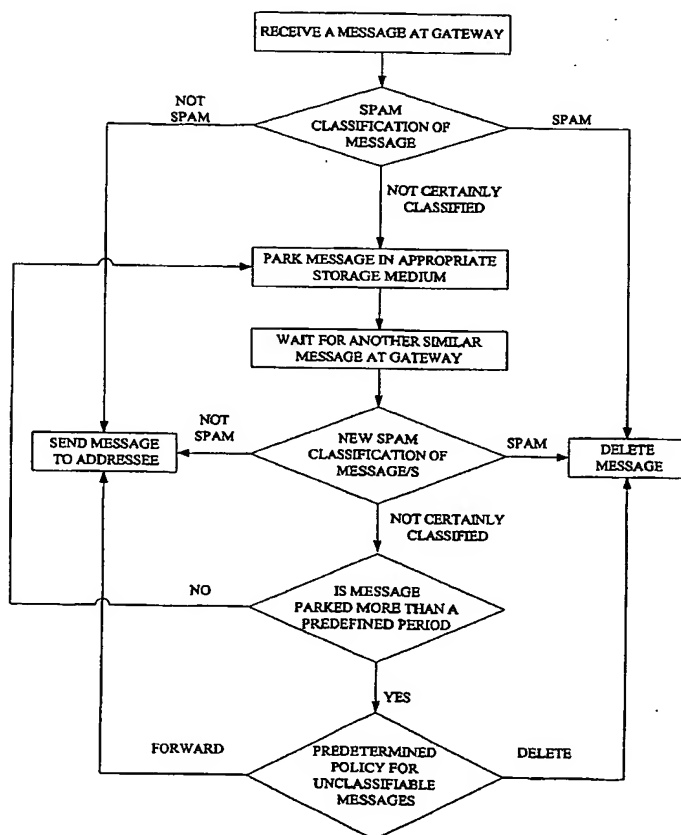 RECEIVE A MESSAGE AT GATEWAY
NOT
SPAM
SPAM
CLASSIFICATION OF
MESSAGE
SPAM
NOT CERTAINLY
CLASSIFIED
PARK MESSAGE IN APPROPRIATE
STORAGE MEDIUM
WAIT FOR ANOTHER SIMILAR
MESSAGE AT GATEWAY
SEND MESSAGE
TO ADDRESSEE
NOT
SPAM
NEW SPAM
CLASSIFICATION OF
MESSAGE/S
SPAM
DELETE
MESSAGE
NOT CERTAINLY
CLASSIFIED
NO
IS MESSAGE
PARKED MORE THAN A
PREDEFINED PERIOD
YES
FORWARD
PREDETERMINED
POLICY FOR
UNCLASSIFIABLE
MESSAGES
DELETE